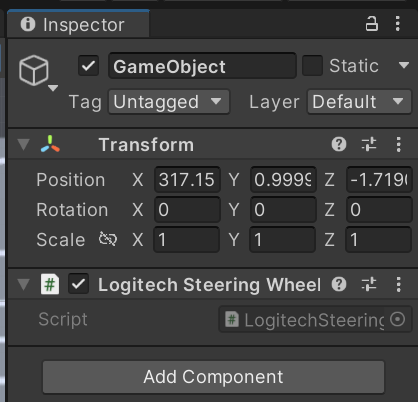 Inspector
GameObject Static
Tag Untagged Layer Default
Transform
Position X 317.15 Y 0.9999 Z -1.719
Rotation X 0 Y 0 Z 0
Scale X 1 Y 1 Z 1
# Logitech Steering Wheel
Script # LogitechSteering
Add Component